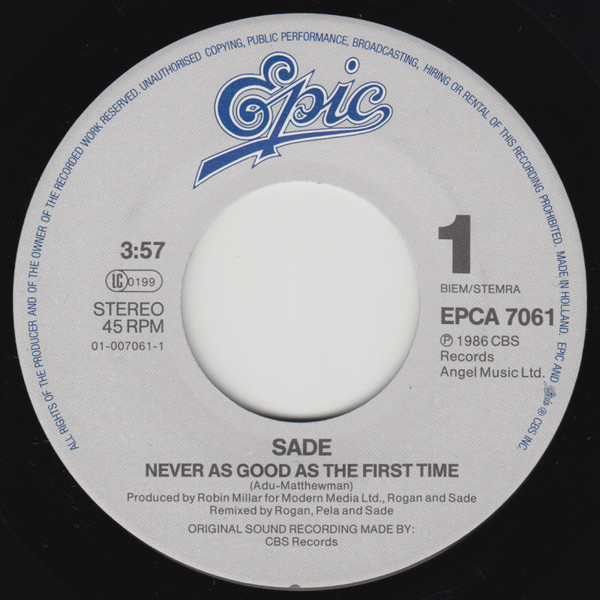 ALL RIGHTS OF THE PRODUCER AND OF THE OWNER OF THE RECORDED WORK RESERVED. UNAUTHORISED COPYING, PUBLIC PERFORMANCE, BROADCASTING, HIRING OR RENTAL OF THIS RECORDING PROHIBITED. MADE IN HOLLAND. EPIC AND Epic ® CBS INC.
Epic
3:57
LC 0199
STEREO
45 RPM
01-007061-1
1
BIEM/STEMRA
EPCA 7061
℗ 1986 CBS
Records
Angel Music Ltd.
SADE
NEVER AS GOOD AS THE FIRST TIME
(Adu-Matthewman)
Produced by Robin Millar for Modern Media Ltd., Rogan and Sade
Remixed by Rogan, Pela and Sade
ORIGINAL SOUND RECORDING MADE BY:
CBS Records